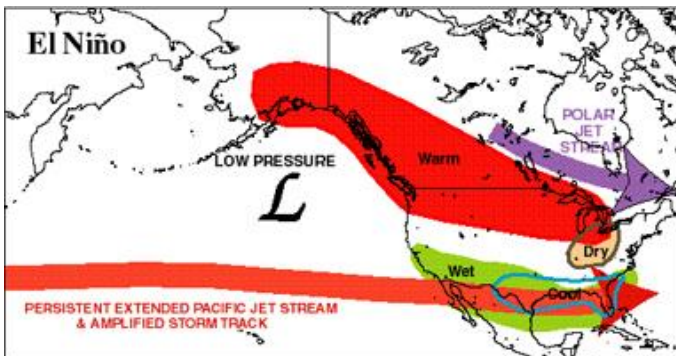 El Niño
POLAR
JET
STREAM
LOW PRESSURE
Warm
L
Dry
Wet
Cool
PERSISTENT EXTENDED PACIFIC JET STREAM
& AMPLIFIED STORM TRACK